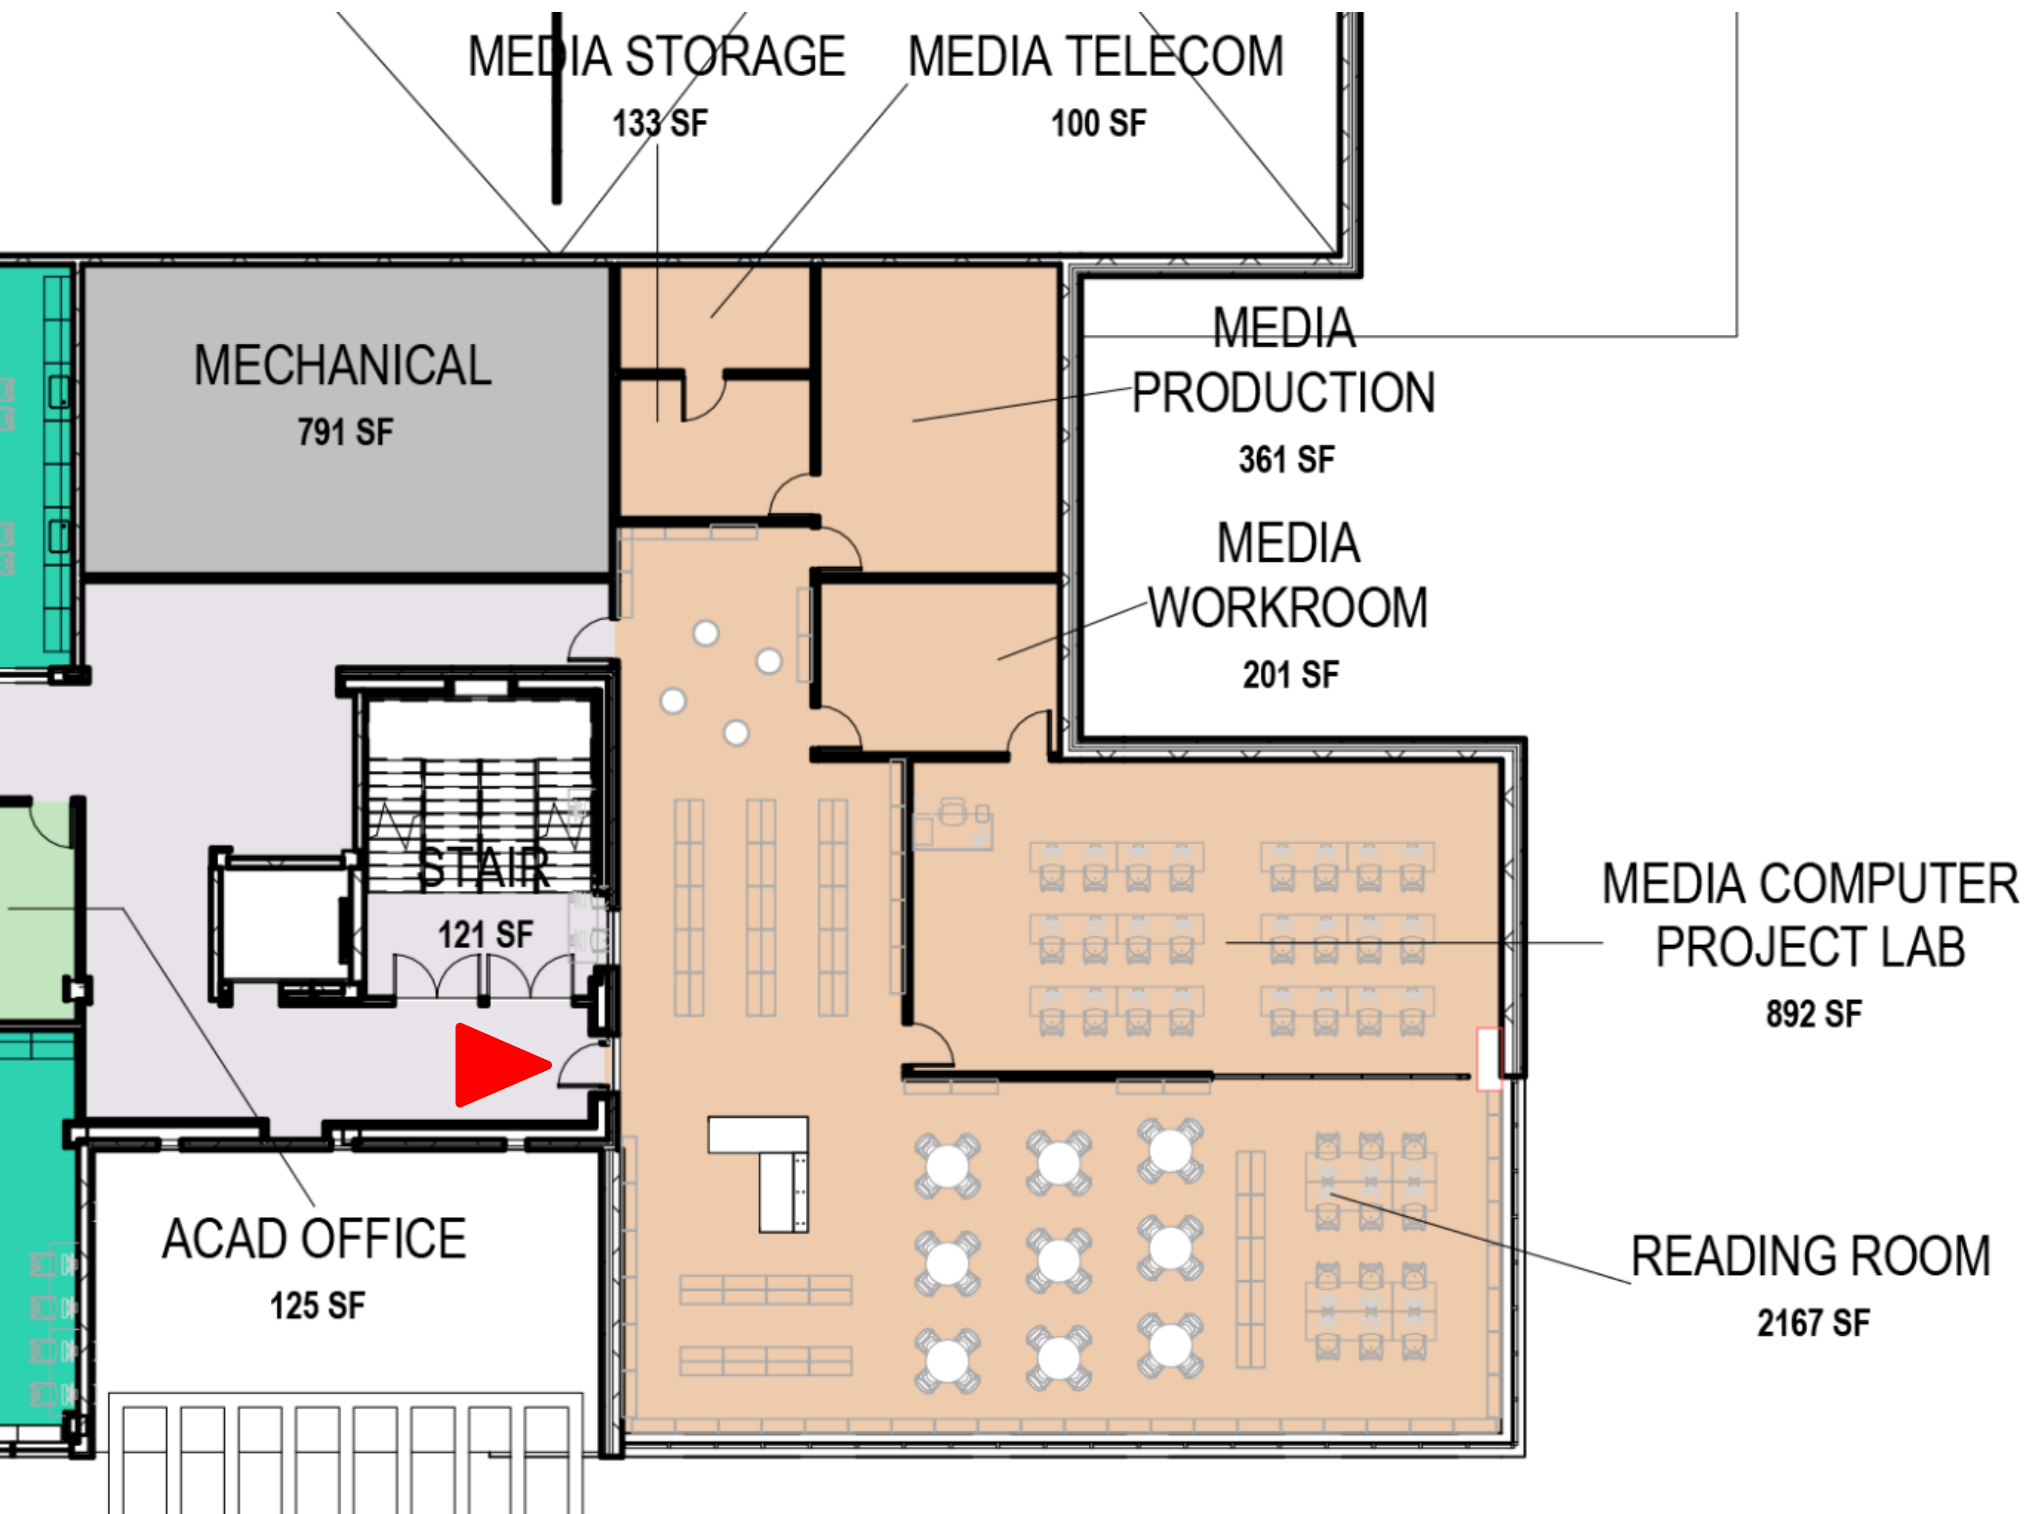 MEDIA STORAGE
133 SF
MEDIA TELECOM
100 SF
MEDIA
PRODUCTION
361 SF
MECHANICAL
791 SF
MEDIA
WORKROOM
201 SF
STAIR
121 SF
MEDIA COMPUTER
PROJECT LAB
892 SF
ACAD OFFICE
125 SF
READING ROOM
2167 SF